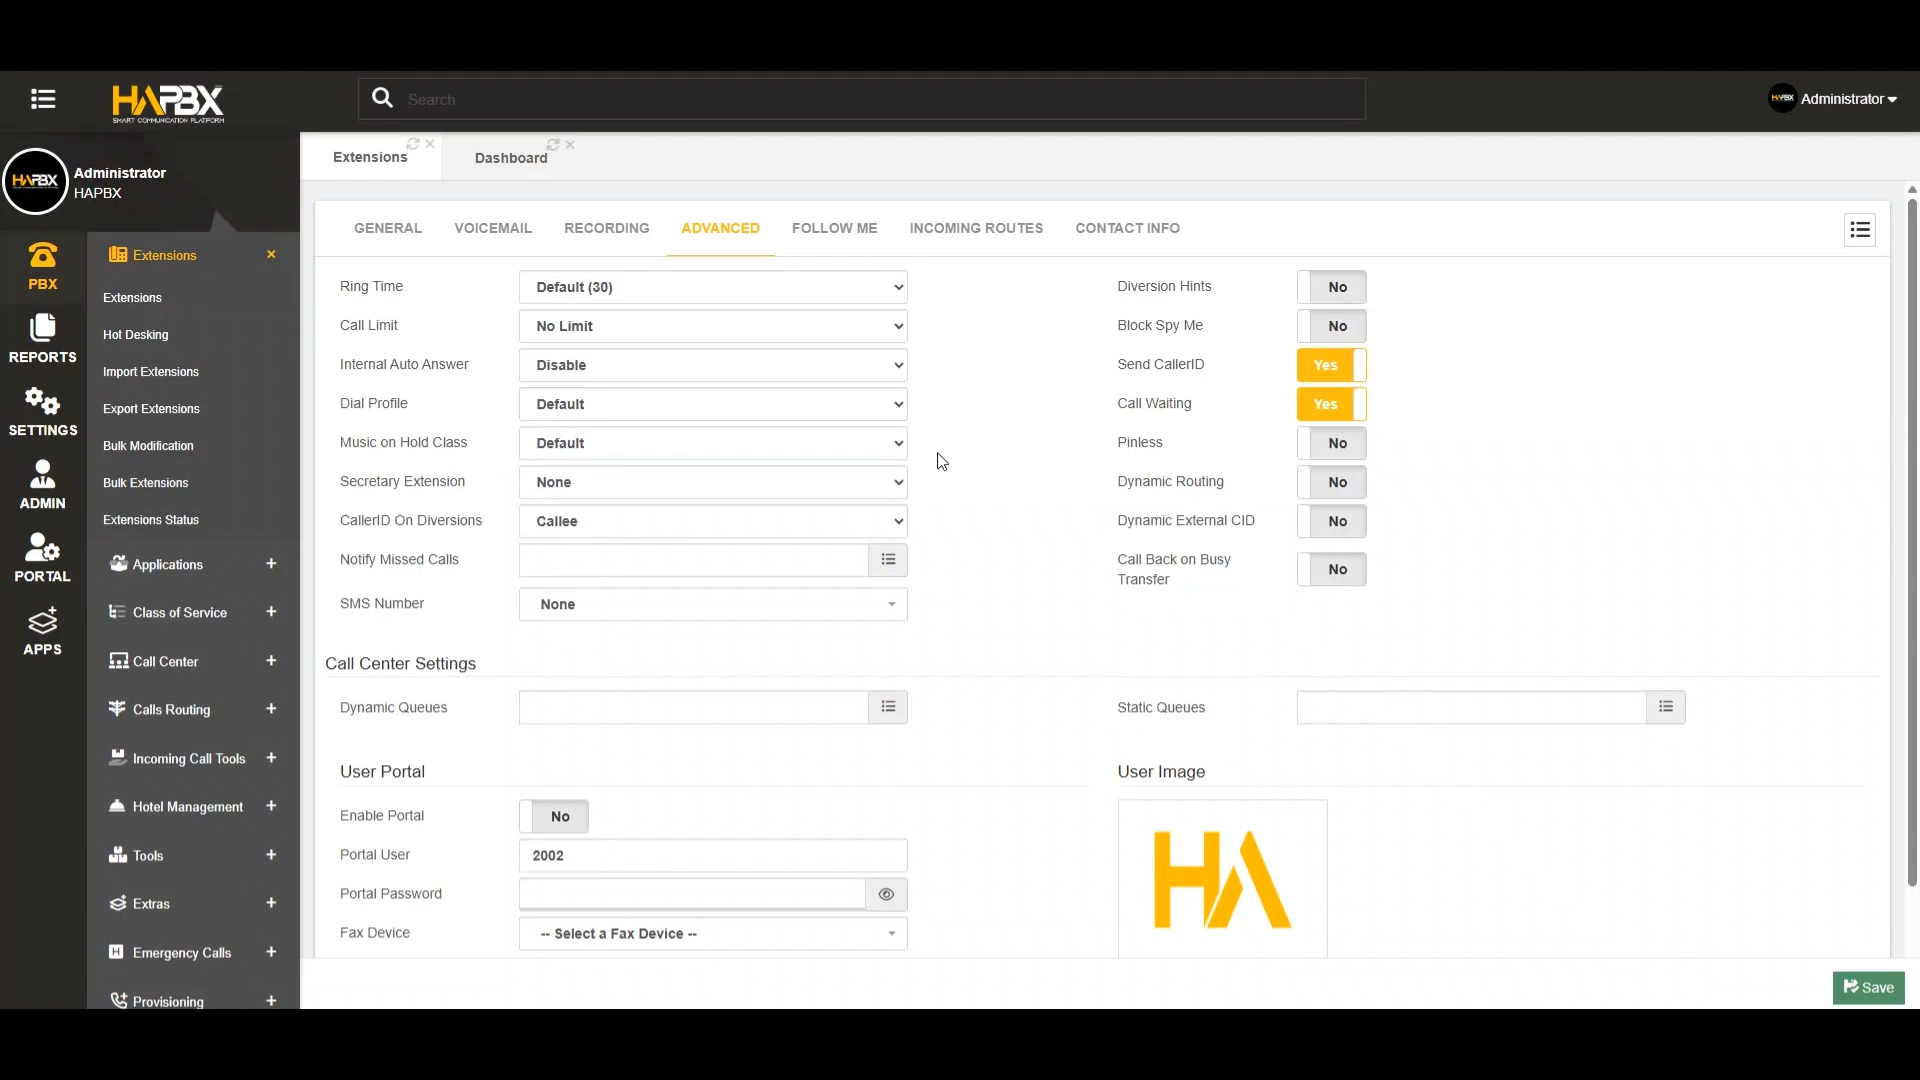 HAPBX
SMART COMMUNICATION PLATFORM
Search
HAPBX
Administrator
HAPBX
Administrator
HAPBX
Extensions
Dashboard
PBX
REPORTS
SETTINGS
ADMIN
PORTAL
APPS
Extensions
Extensions
Hot Desking
Import Extensions
Export Extensions
Bulk Modification
Bulk Extensions
Extensions Status
Applications
Class of Service
Call Center
Calls Routing
Incoming Call Tools
Hotel Management
Tools
Extras
Emergency Calls
Provisioning
GENERAL VOICEMAIL RECORDING ADVANCED FOLLOW ME INCOMING ROUTES CONTACT INFO
Ring Time Default (30)
Call Limit No Limit
Internal Auto Answer Disable
Dial Profile Default
Music on Hold Class Default
Secretary Extension None
CallerID On Diversions Callee
Notify Missed Calls
SMS Number None
Diversion Hints No
Block Spy Me No
Send CallerID Yes
Call Waiting Yes
Pinless No
Dynamic Routing No
Dynamic External CID No
Call Back on Busy
Transfer No
Call Center Settings
Dynamic Queues
Static Queues
User Portal
Enable Portal No
Portal User 2002
Portal Password
Fax Device -- Select a Fax Device --
User Image
HA
Save